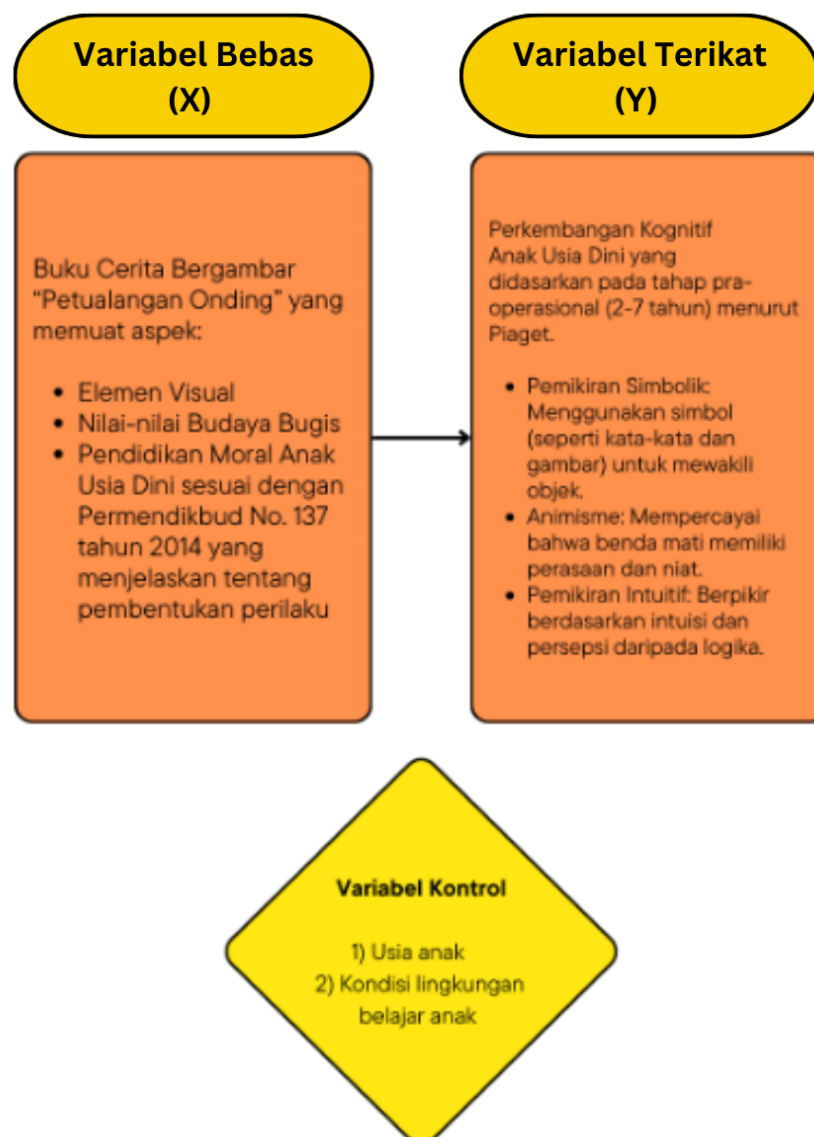 Variabel Bebas
(X)
Variabel Terikat
(Y)
Buku Cerita Bergambar
"Petualangan Onding" yang
memuat aspek:
• Elemen Visual
• Nilai-nilai Budaya Bugis
• Pendidikan Moral Anak
Usia Dini sesuai dengan
Permendikbud No. 137
tahun 2014 yang
menjelaskan tentang
pembentukan perilaku
Perkembangan Kognitif
Anak Usia Dini yang
didasarkan pada tahap pra-
operasional (2-7 tahun) menurut
Piaget.
• Pemikiran Simbolik:
Menggunakan simbol
(seperti kata-kata dan
gambar) untuk mewakili
objek.
• Animisme: Mempercayai
bahwa benda mati memiliki
perasaan dan niat.
• Pemikiran Intuitif: Berpikir
berdasarkan intuisi dan
persepsi daripada logika.
Variabel Kontrol
1) Usia anak
2) Kondisi lingkungan
belajar anak